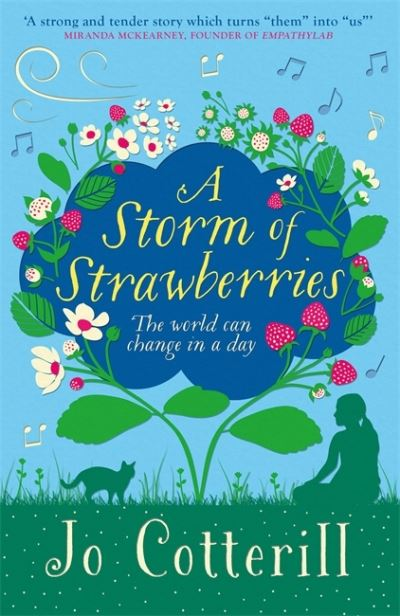 ‘A strong and tender story which turns “them” into “us”’
MIRANDA MCKEARNEY, FOUNDER OF EMPATHYLAB
A
Storm of
Strawberries
The world can
change in a day
Jo Cotterill